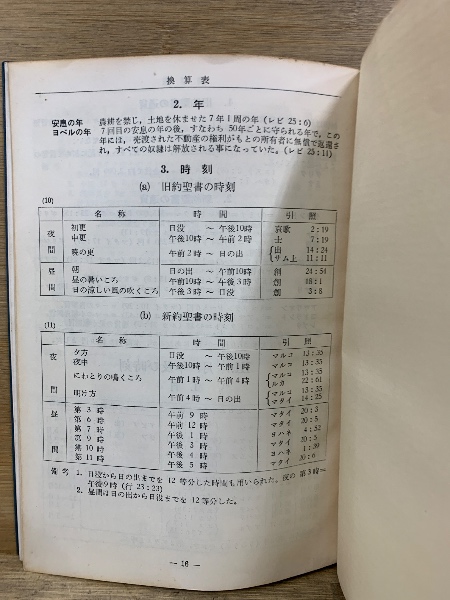 換算表
2. 年
安息の年 農耕を禁じ，土地を休ませた7年1周の年（レビ 25：6）
ヨベルの年 7回目の安息の年の後，すなわち 50年ごとに守られる年で，この
年には，売渡された不動産の権利がもとの所有者に無償で返還さ
れ，すべての奴隷は解放される事になっていた。（レビ 25：11）
3. 時刻
(a) 旧約聖書の時刻
(10)
名称 時間 引照
夜間 初更 日没 〜 午後10時 哀歌 2：19
中更 午後10時 〜 午前2時 士 7：19
暁の更 午前2時 〜 日の出 出 14：24
サム上 11：11
昼間 朝 日の出 〜 午前10時 創 24：54
昼の暑いころ 午前10時 〜 午後3時 創 18：1
日の涼しい風の吹くころ 午後3時 〜 日没 創 3：8
(b) 新約聖書の時刻
(11)
名称 時間 引照
夜間 夕方 日没 〜 午後10時 マルコ 13：35
夜中 マルコ 13：35
にわとりの鳴くころ 午前1時 〜 午前4時 マルコ 13：35
ルカ 22：61
明け方 午前4時 〜 日の出 マルコ 13：35
マタイ 14：25
昼間 第3時 午前9時 マタイ 20：3
第6時 午前12時 マタイ 20：5
第7時 午後1時 ヨハネ 4：52
第9時 午後3時 マタイ 20：5
第10時 午後4時 ヨハネ 1：39
第11時 午後5時 マタイ 20：6
備考 1. 日没から日の出までを 12 等分した時間も用いられた。夜の 第3時＝
午後9時（行 23：23）
2. 昼間は日の出から日没までを 12 等分した。
— 16 —